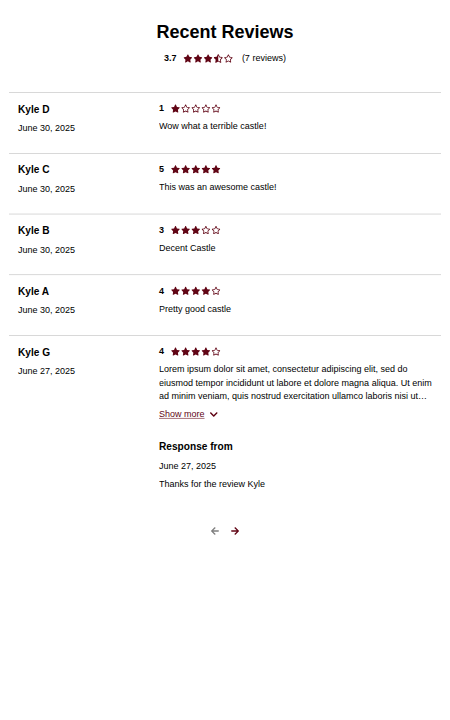 Recent Reviews
3.7 (7 reviews)
Kyle D
June 30, 2025
1
Wow what a terrible castle!
Kyle C
June 30, 2025
5
This was an awesome castle!
Kyle B
June 30, 2025
3
Decent Castle
Kyle A
June 30, 2025
4
Pretty good castle
Kyle G
June 27, 2025
4
Lorem ipsum dolor sit amet, consectetur adipiscing elit, sed do
eiusmod tempor incididunt ut labore et dolore magna aliqua. Ut enim
ad minim veniam, quis nostrud exercitation ullamco laboris nisi ut…
Show more
Response from
June 27, 2025
Thanks for the review Kyle